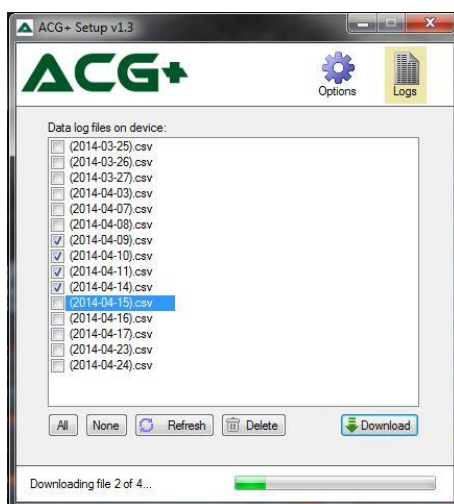 ACG+ Setup v1.3
ACG+
Options
Logs
Data log files on device:
(2014-03-25).csv
(2014-03-26).csv
(2014-03-27).csv
(2014-04-03).csv
(2014-04-07).csv
(2014-04-08).csv
(2014-04-09).csv
(2014-04-10).csv
(2014-04-11).csv
(2014-04-14).csv
(2014-04-15).csv
(2014-04-16).csv
(2014-04-17).csv
(2014-04-23).csv
(2014-04-24).csv
All None Refresh Delete Download
Downloading file 2 of 4...